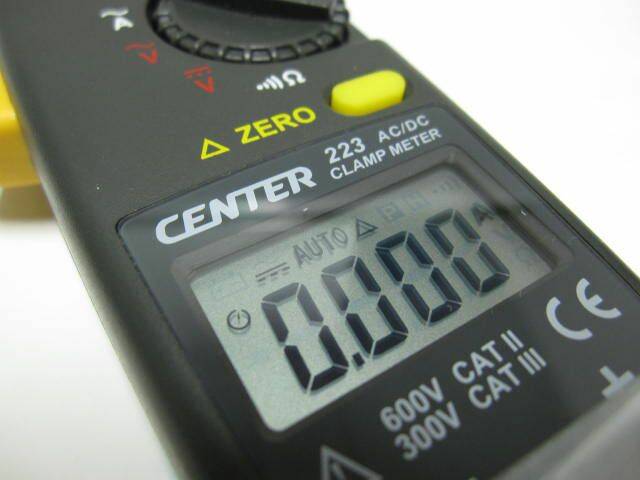 A
V
V
Ω
△ ZERO
CENTER
223 AC/DC
CLAMP METER
AUTO △ P
0.000 A
600V CAT II
300V CAT III
CE